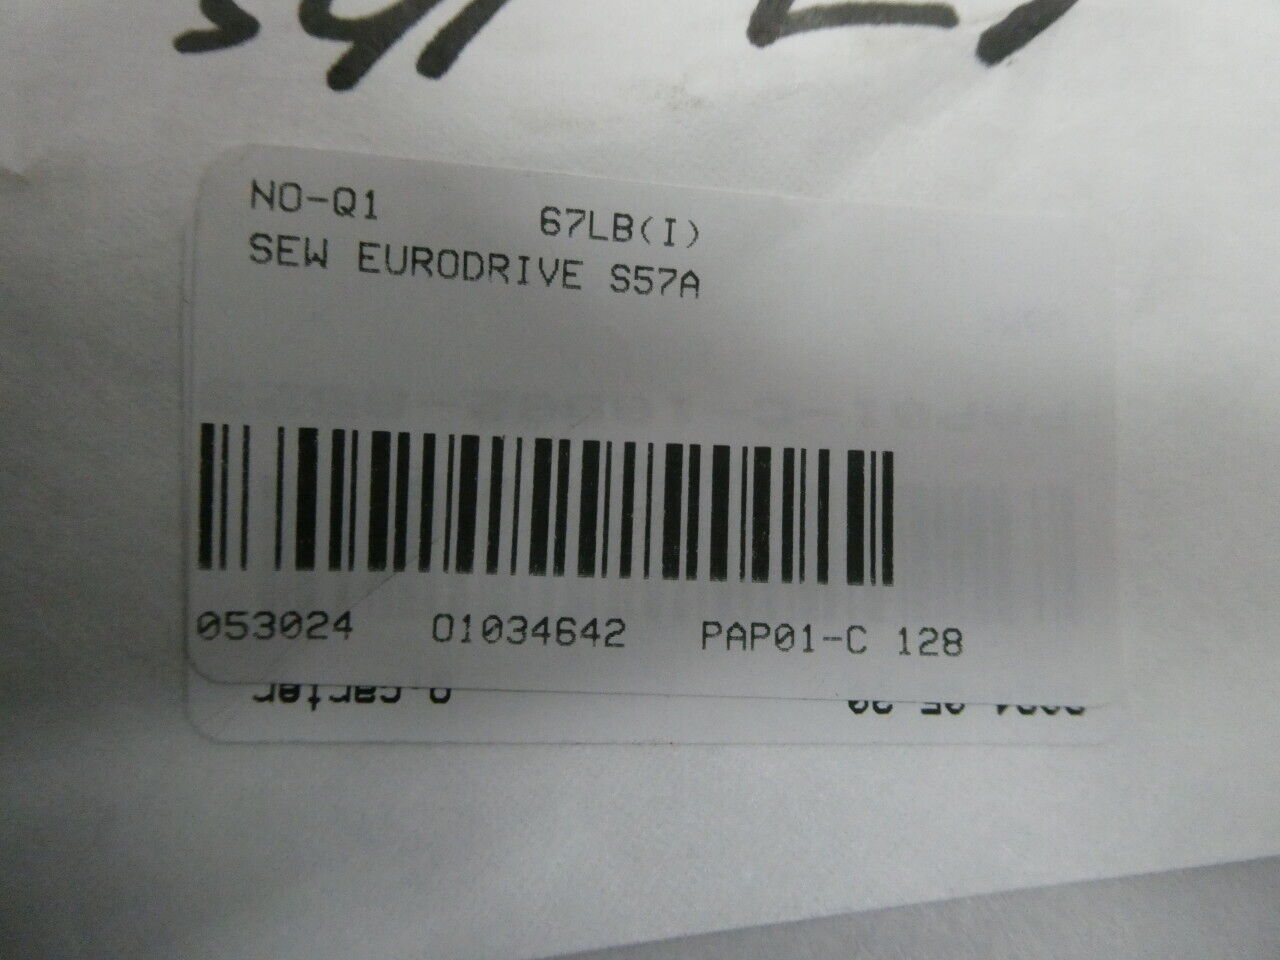 NO-Q1 67LB(I)
SEW EURODRIVE S57A
053024 01034642 PAP01-C 128